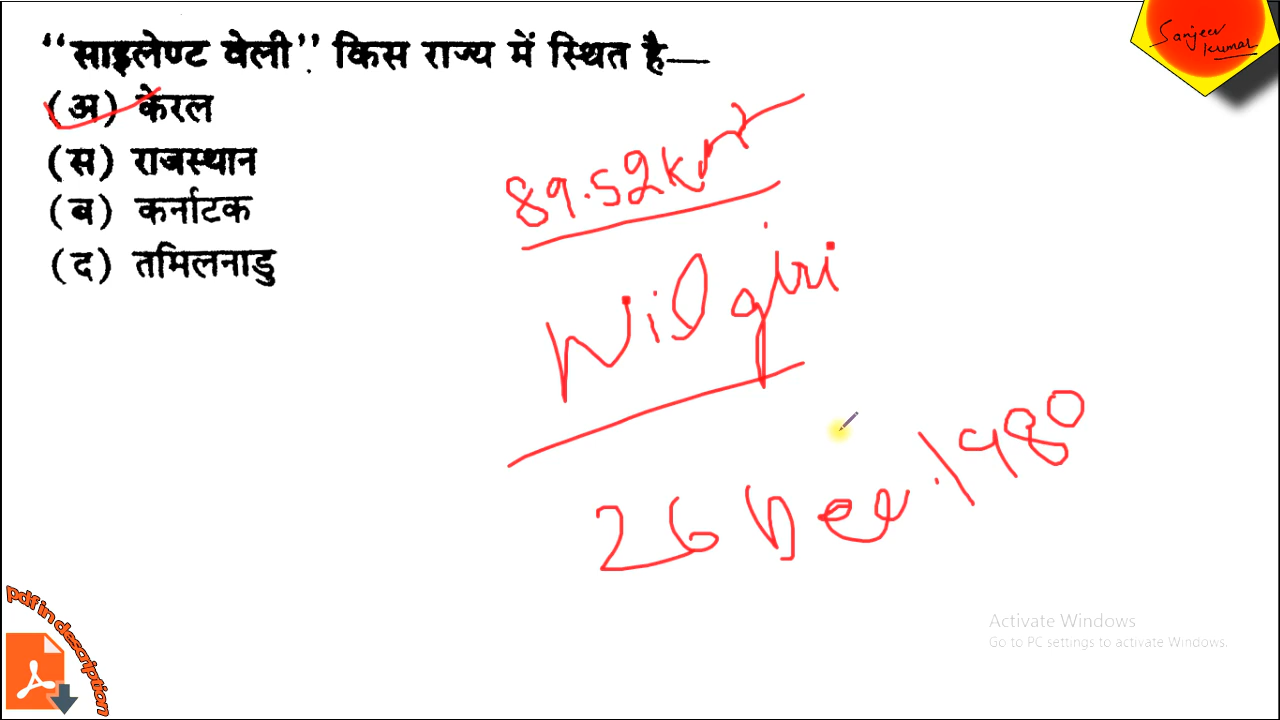 “साइलेण्ट वेली” किस राज्य में स्थित है—
(अ) केरल
(स) राजस्थान
(ब) कर्नाटक
(द) तमिलनाडु
89.52km²
Nilgiri
26 Dec.1980
Sanjeev
Kumar
pdf in description
Activate Windows
Go to PC settings to activate Windows.